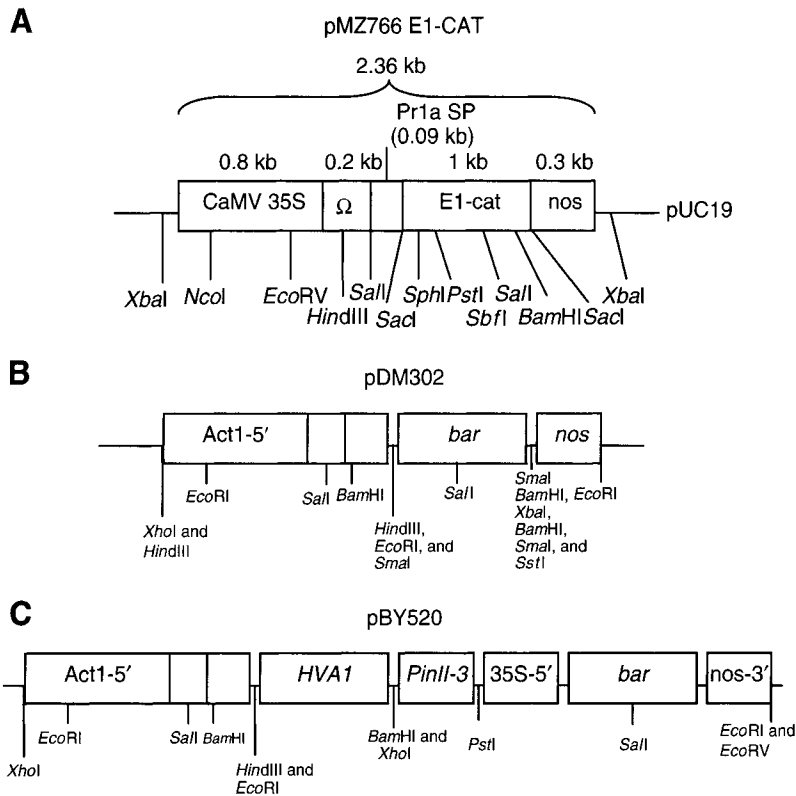 A
pMZ766 E1-CAT
2.36 kb
Pr1a SP
(0.09 kb)
0.8 kb 0.2 kb 1 kb 0.3 kb
CaMV 35S Ω E1-cat nos
pUC19
XbaI NcoI EcoRV SalI SphI PstI SalI XbaI
HindIII SacI SbfI BamHI SacI
B
pDM302
Act1-5′ bar nos
EcoRI SalI BamHI SalI
XhoI and
HindIII
HindIII,
EcoRI, and
SmaI
SmaI
BamHI, EcoRI
XbaI,
BamHI,
SmaI, and
SstI
C
pBY520
Act1-5′ HVA1 PinII-3 35S-5′ bar nos-3′
EcoRI SalI BamHI
XhoI
HindIII and
EcoRI
BamHI and
XhoI
PstI
SalI
EcoRI and
EcoRV